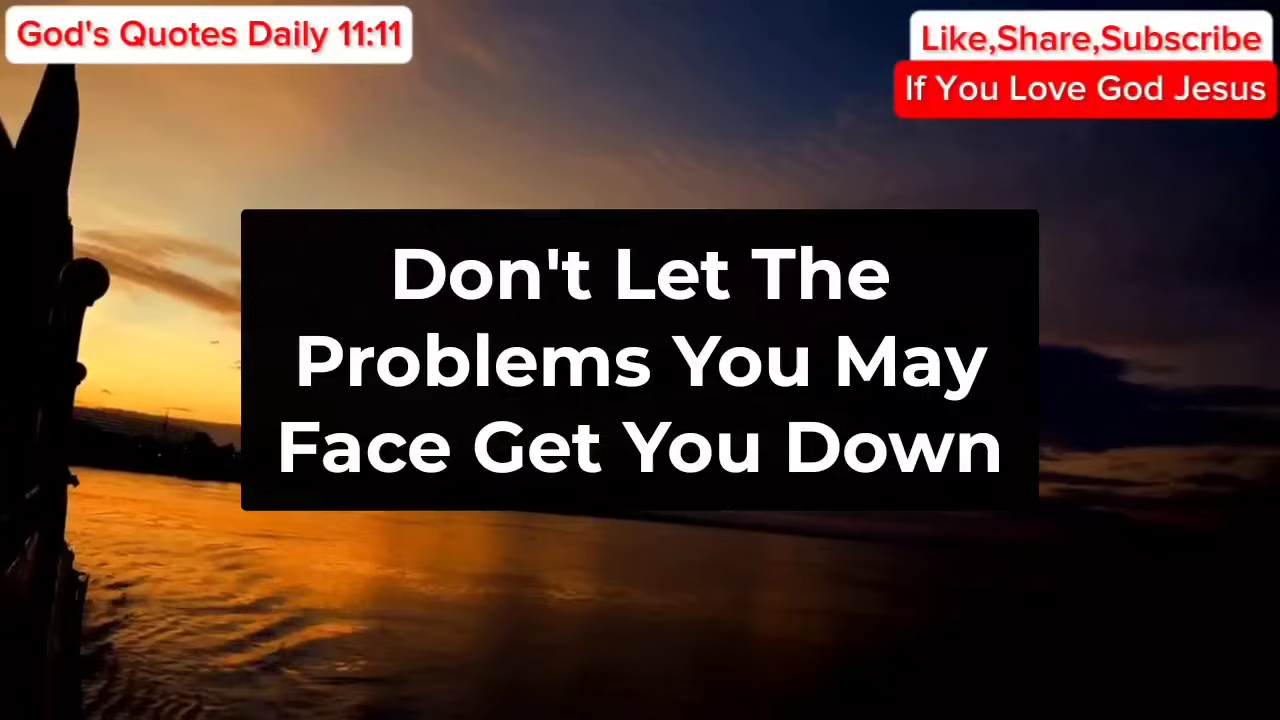 God's Quotes Daily 11:11
Like,Share,Subscribe
If You Love God Jesus
Don't Let The
Problems You May
Face Get You Down